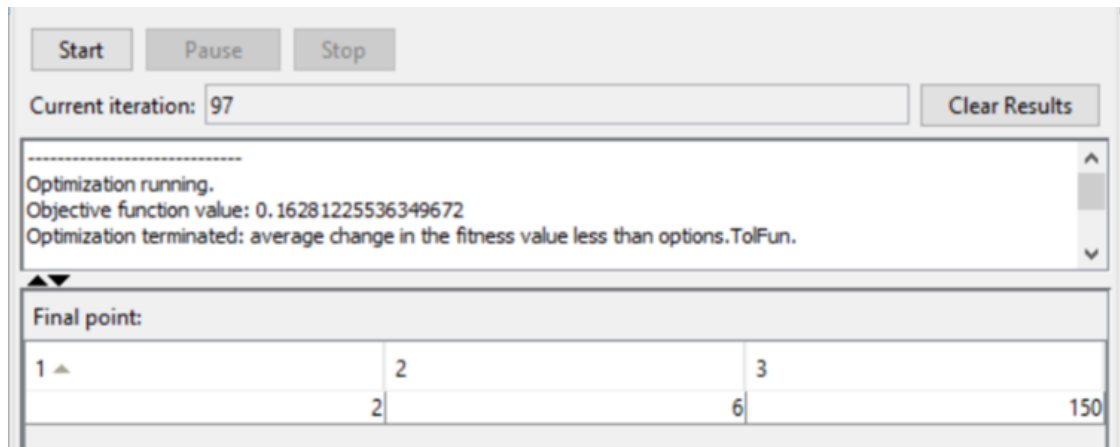 Start Pause Stop
Current iteration: 97 Clear Results
------------------------------
Optimization running.
Objective function value: 0.16281225536349672
Optimization terminated: average change in the fitness value less than options.TolFun.
Final point:
1 2 3
2 6 150